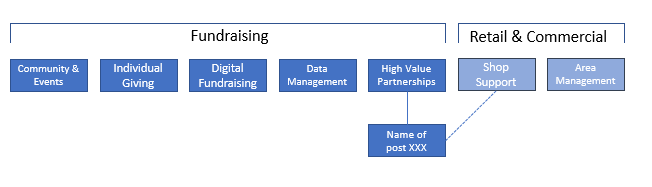 Fundraising
Retail & Commercial
Community &
Events
Individual
Giving
Digital
Fundraising
Data
Management
High Value
Partnerships
Shop
Support
Area
Management
Name of
post XXX